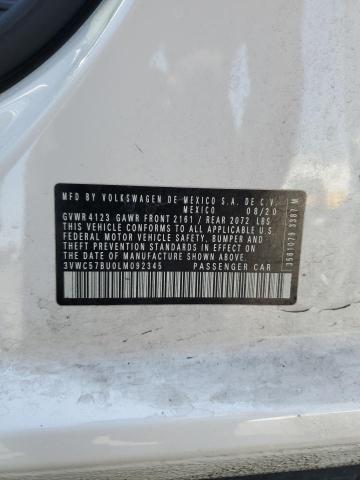 MFD. BY VOLKSWAGEN DE MEXICO S.A. DE C.V.
MEXICO 08/20
GVWR 4123 GAWR FRONT 2161 / REAR 2072 LBS
THIS VEHICLE CONFORMS TO ALL APPLICABLE
FEDERAL MOTOR VEHICLE SAFETY, BUMPER AND
THEFT PREVENTION STANDARDS IN EFFECT ON
THE DATE OF MANUFACTURE SHOWN ABOVE.
3VWC57BU0LM092345 PASSENGER CAR
3561079 3387 M